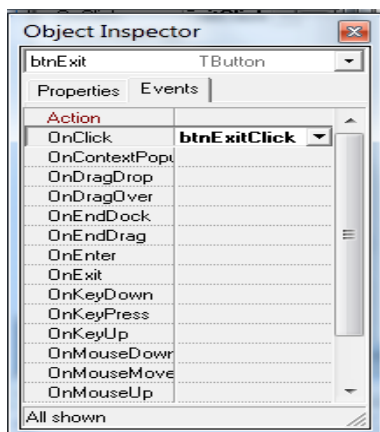 Object Inspector
btnExit TButton
Properties Events
Action
OnClick btnExitClick
OnContextPopu
OnDragDrop
OnDragOver
OnEndDock
OnEndDrag
OnEnter
OnExit
OnKeyDown
OnKeyPress
OnKeyUp
OnMouseDown
OnMouseMove
OnMouseUp
All shown